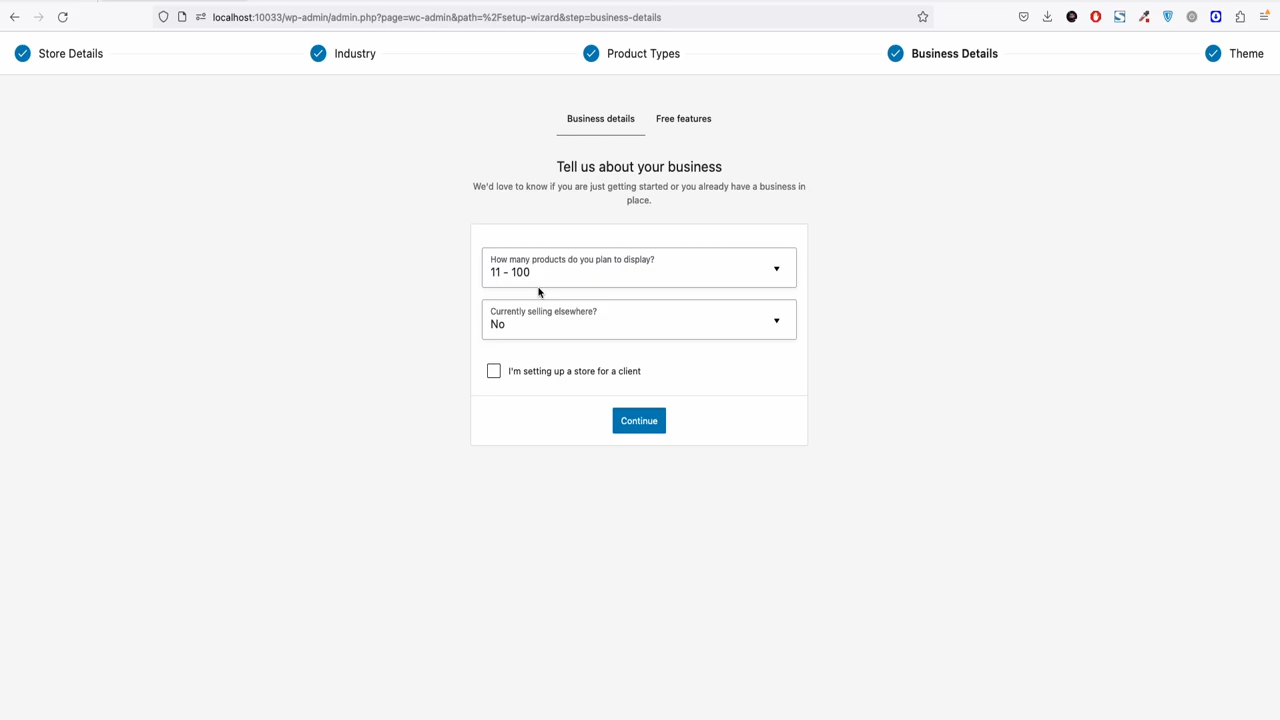 localhost:10033/wp-admin/admin.php?page=wc-admin&path=%2Fsetup-wizard&step=business-details
Store Details
Industry
Product Types
Business Details
Theme
Business details
Free features
Tell us about your business
We'd love to know if you are just getting started or you already have a business in
place.
How many products do you plan to display?
11 - 100
Currently selling elsewhere?
No
I'm setting up a store for a client
Continue